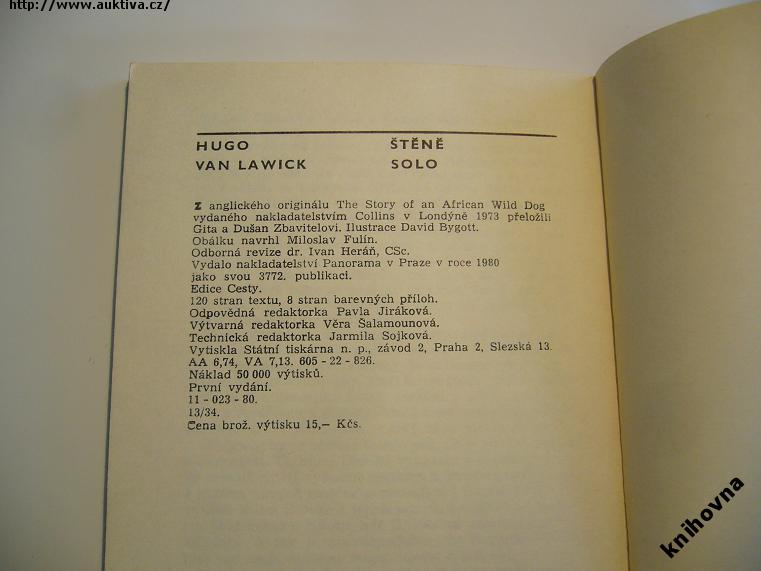 http://www.auktiva.cz/
HUGO
VAN LAWICK
ŠTĚNĚ
SOLO
Z anglického originálu The Story of an African Wild Dog
vydaného nakladatelstvím Collins v Londýně 1973 přeložili
Gita a Dušan Zbavitelovi. Ilustrace David Bygott.
Obálku navrhl Miloslav Fulín.
Odborná revize dr. Ivan Heráň, CSc.
Vydalo nakladatelství Panorama v Praze v roce 1980
jako svou 3772. publikaci.
Edice Cesty.
120 stran textu, 8 stran barevných příloh.
Odpovědná redaktorka Pavla Jiráková.
Výtvarná redaktorka Věra Šalamounová.
Technická redaktorka Jarmila Sojková.
Vytiskla Státní tiskárna n. p., závod 2, Praha 2, Slezská 13.
AA 6,74, VA 7,13. 605 - 22 - 826.
Náklad 50 000 výtisků.
První vydání.
11 - 023 - 80.
13/34.
Cena brož. výtisku 15,— Kčs.
knihovna